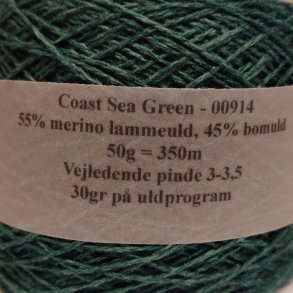 Coast Sea Green - 00914
55% merino lammeuld, 45% bomuld
50g = 350m
Vejledende pinde 3-3,5
30gr på uldprogram